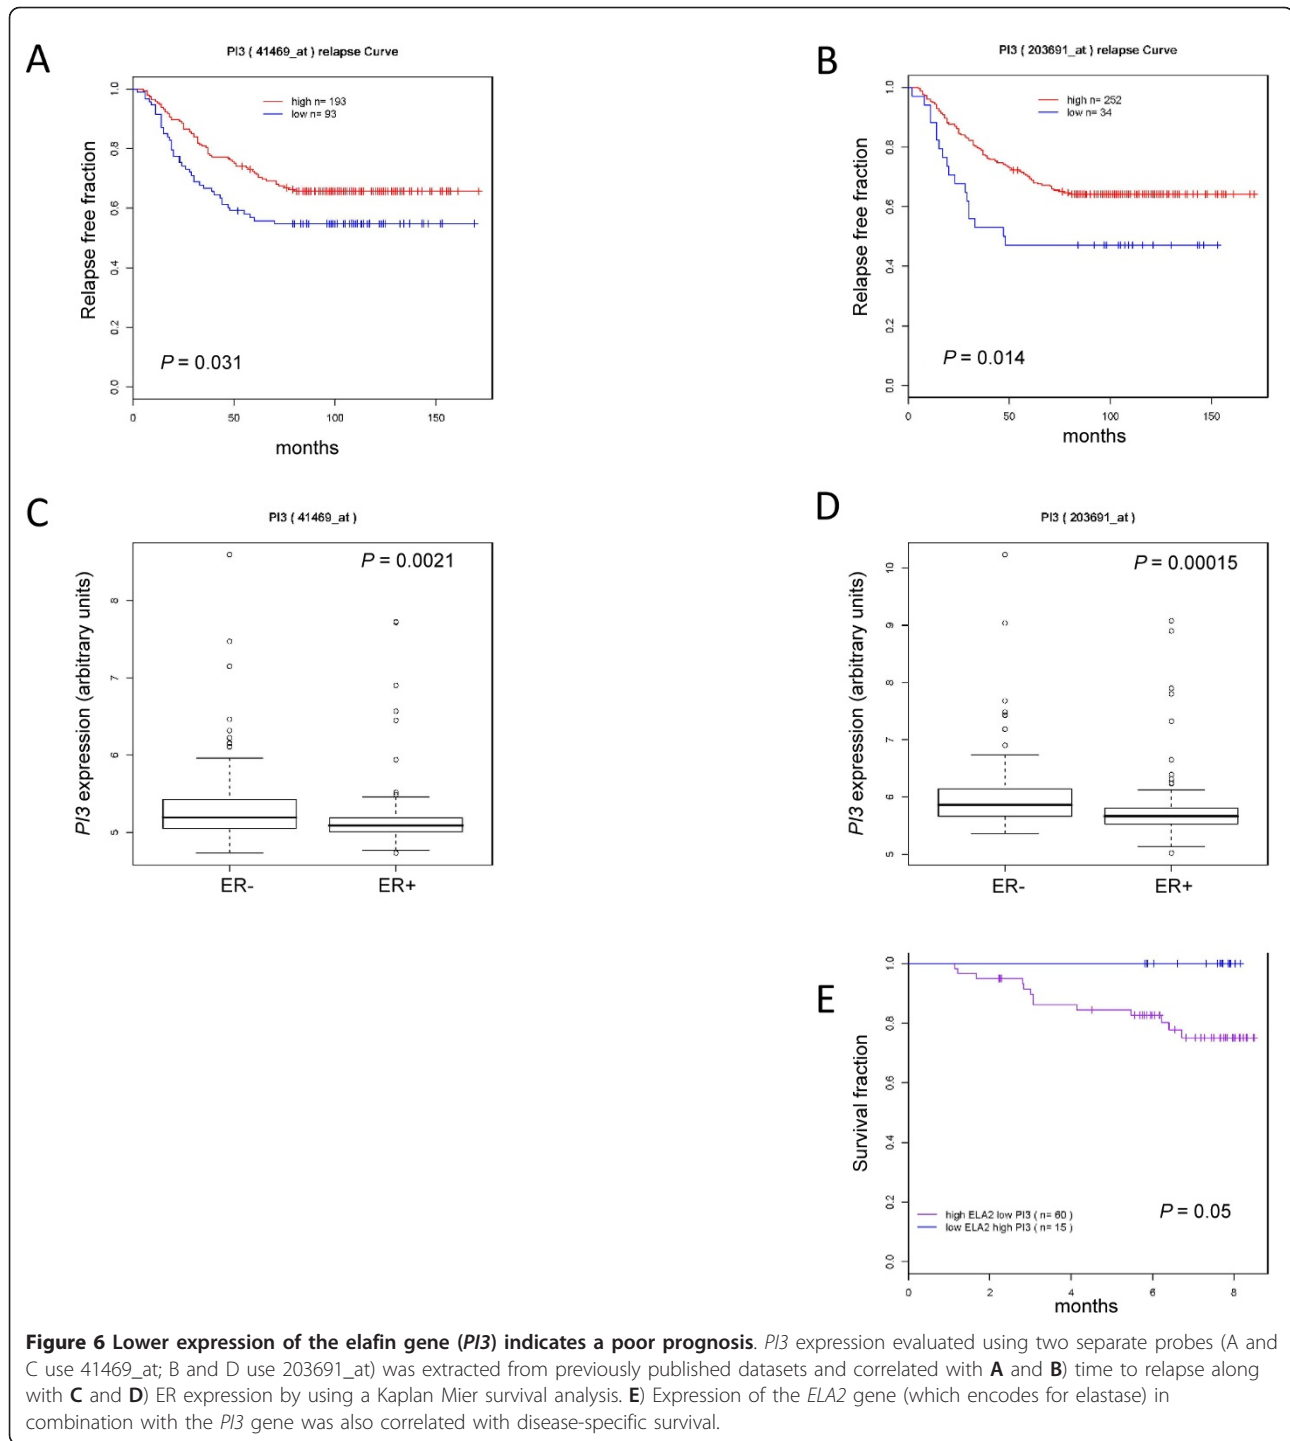 A
PI3 ( 41469_at ) relapse Curve
Relapse free fraction
1.0
0.8
0.6
0.4
0.2
0.0
high n= 193
low n= 93
P = 0.031
0 50 100 150
months
B
PI3 ( 203691_at ) relapse Curve
Relapse free fraction
1.0
0.8
0.6
0.4
0.2
0.0
high n= 252
low n= 34
P = 0.014
0 50 100 150
months
C
PI3 ( 41469_at )
PI3 expression (arbitrary units)
8
7
6
5
P = 0.0021
ER- ER+
D
PI3 ( 203691_at )
PI3 expression (arbitrary units)
10
9
8
7
6
5
P = 0.00015
ER- ER+
E
Survival fraction
1.0
0.8
0.6
0.4
0.2
0.0
high ELA2 low PI3 ( n= 60 )
low ELA2 high PI3 ( n= 15 )
P = 0.05
0 2 4 6 8
months
Figure 6 Lower expression of the elafin gene (PI3) indicates a poor prognosis. PI3 expression evaluated using two separate probes (A and
C use 41469_at; B and D use 203691_at) was extracted from previously published datasets and correlated with A and B) time to relapse along
with C and D) ER expression by using a Kaplan Mier survival analysis. E) Expression of the ELA2 gene (which encodes for elastase) in
combination with the PI3 gene was also correlated with disease-specific survival.